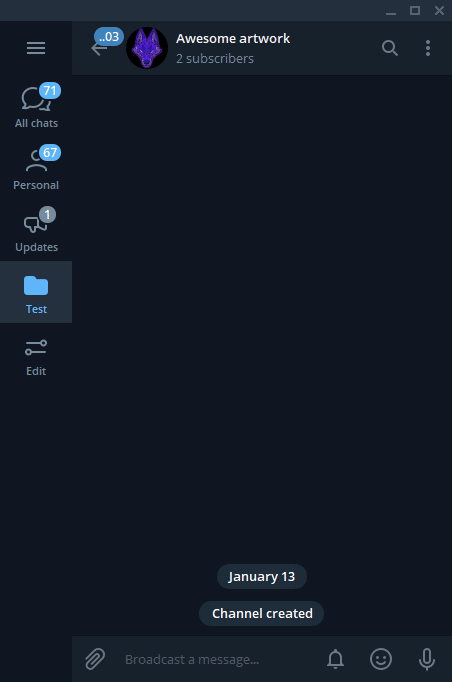 ..03
Awesome artwork
2 subscribers
71
All chats
67
Personal
1
Updates
Test
Edit
January 13
Channel created
Broadcast a message...